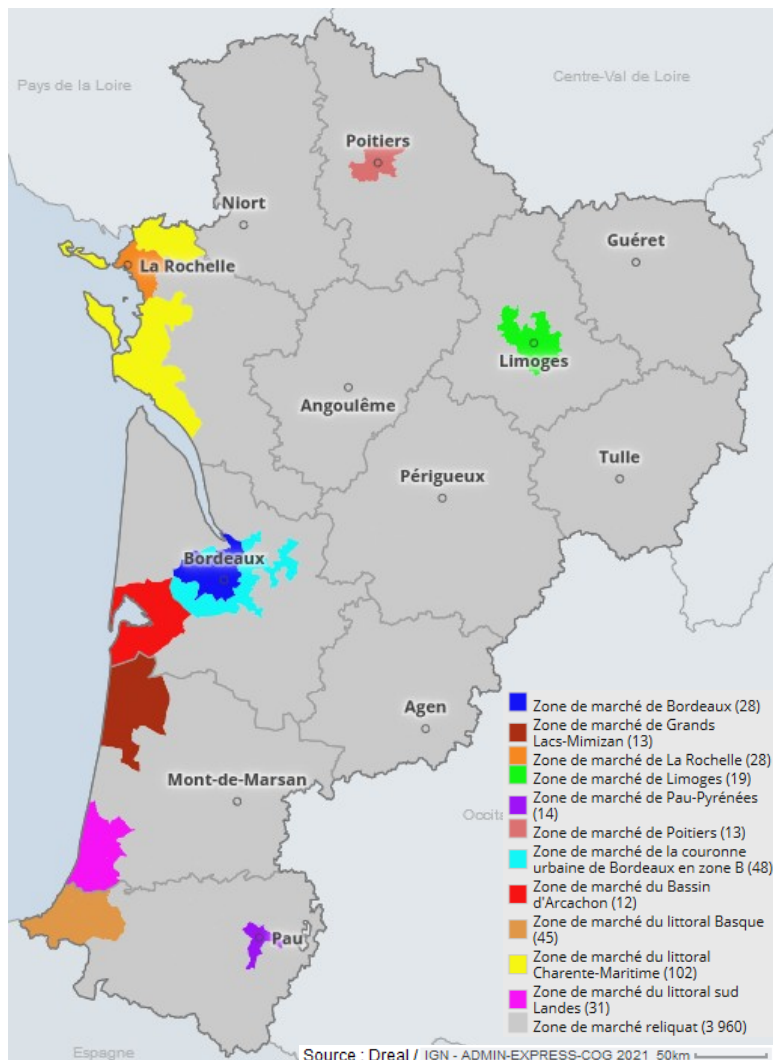 Pays de la Loire
Centre-Val de Loire
Poitiers
Niort
Guéret
La Rochelle
Limoges
Angoulême
Tulle
Périgueux
Bordeaux
Agen
Mont-de-Marsan
Pau
Espagne
Zone de marché de Bordeaux (28)
Zone de marché de Grands
Lacs-Mimizan (13)
Zone de marché de La Rochelle (28)
Zone de marché de Limoges (19)
Zone de marché de Pau-Pyrénées
(14)
Zone de marché de Poitiers (13)
Zone de marché de la couronne
urbaine de Bordeaux en zone B (48)
Zone de marché du Bassin
d'Arcachon (12)
Zone de marché du littoral Basque
(45)
Zone de marché du littoral
Charente-Maritime (102)
Zone de marché du littoral sud
Landes (31)
Zone de marché reliquat (3 960)
Source : Dreal / IGN - ADMIN-EXPRESS-COG 2021 50km